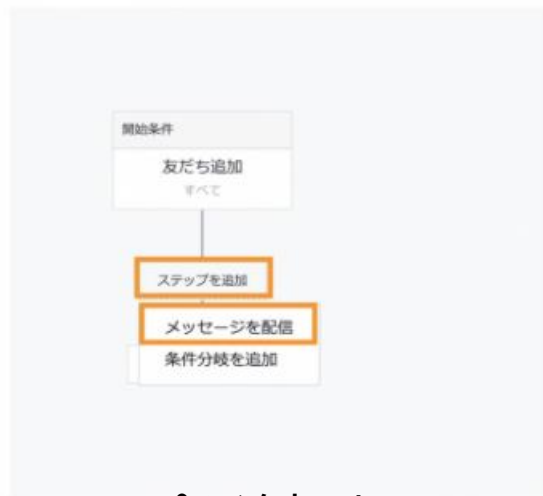 開始条件
友だち追加
すべて
ステップを追加
メッセージを配信
条件分岐を追加